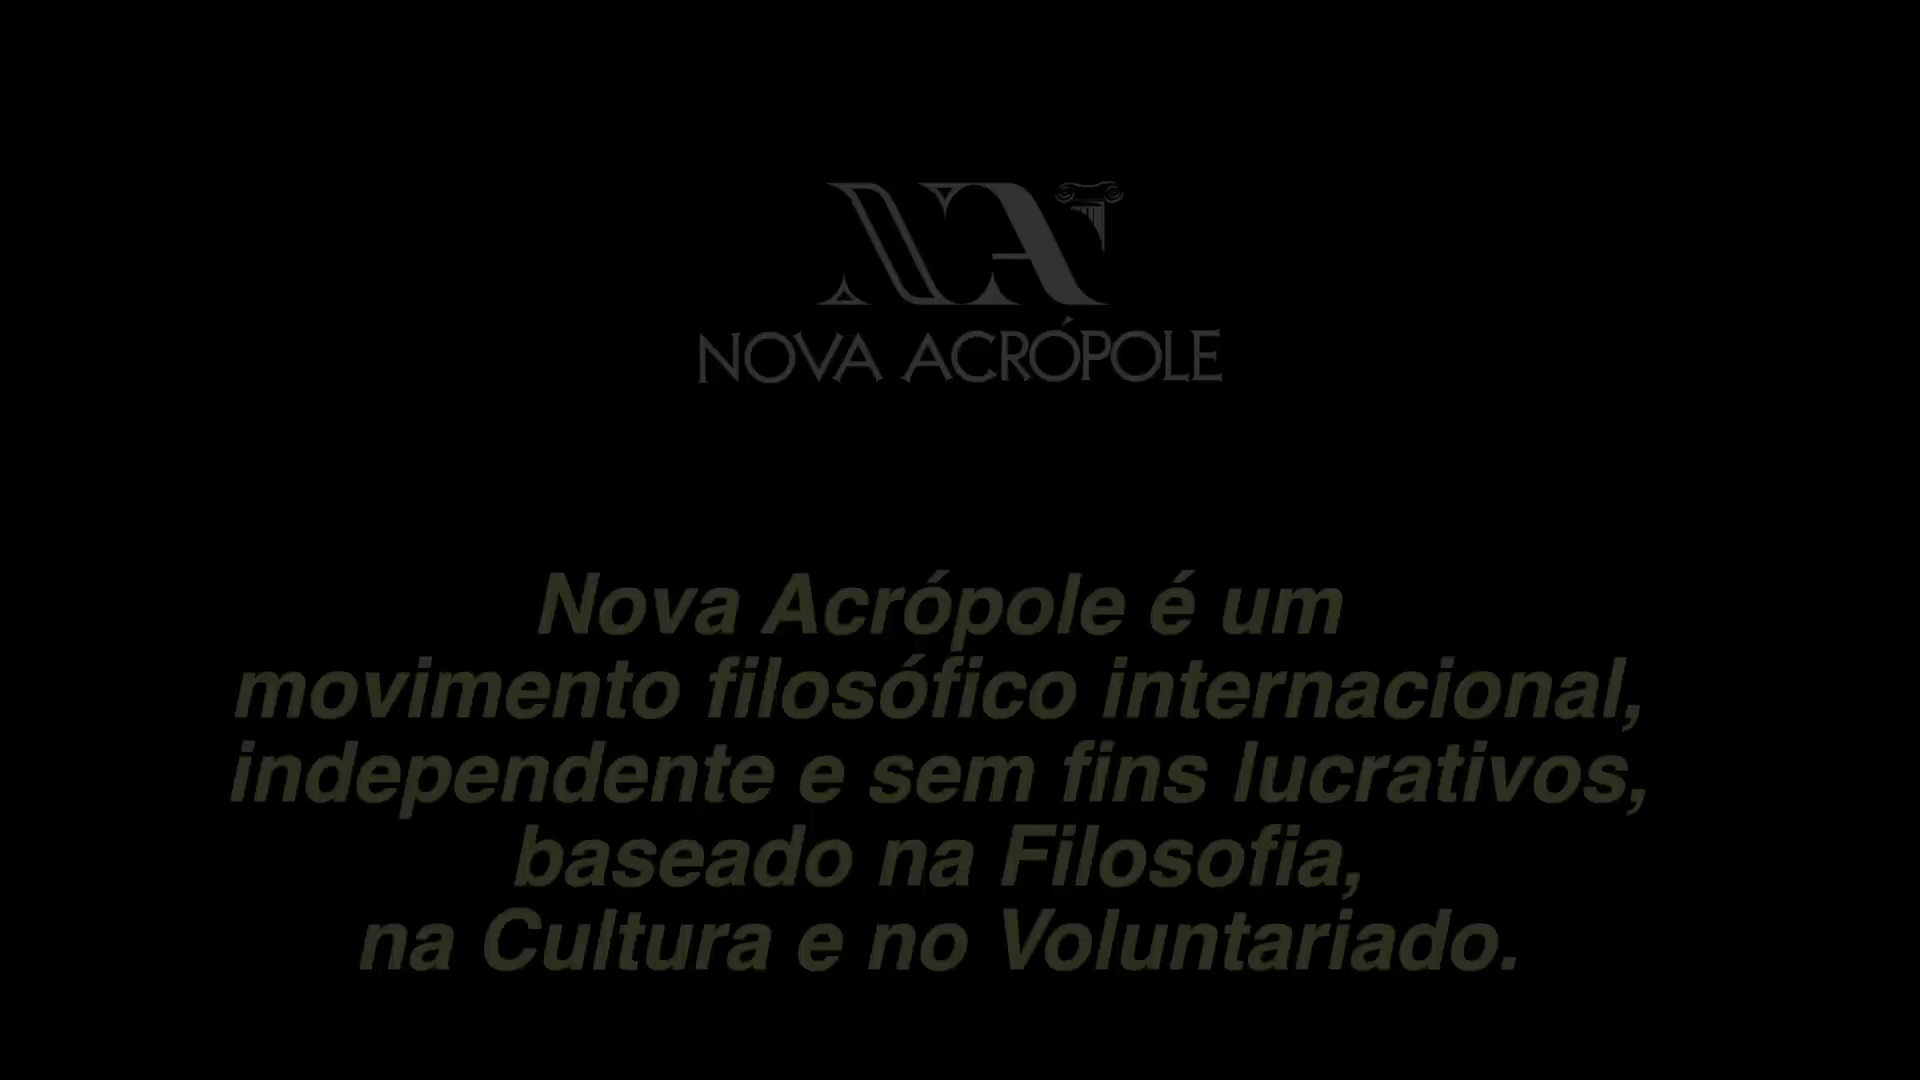 NA
NOVA ACRÓPOLE
Nova Acrópole é um
movimento filosófico internacional,
independente e sem fins lucrativos,
baseado na Filosofia,
na Cultura e no Voluntariado.